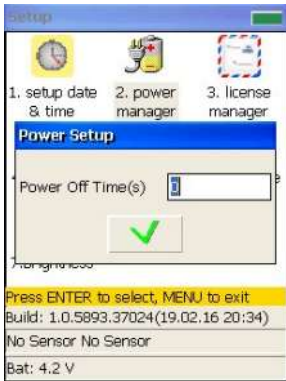 Setup
1. setup date & time
2. power manager
3. license manager
Power Setup
Power Off Time(s) 0
7.Brightness
Press ENTER to select, MENU to exit
Build: 1.0.5893.37024(19.02.16 20:34)
No Sensor No Sensor
Bat: 4.2 V